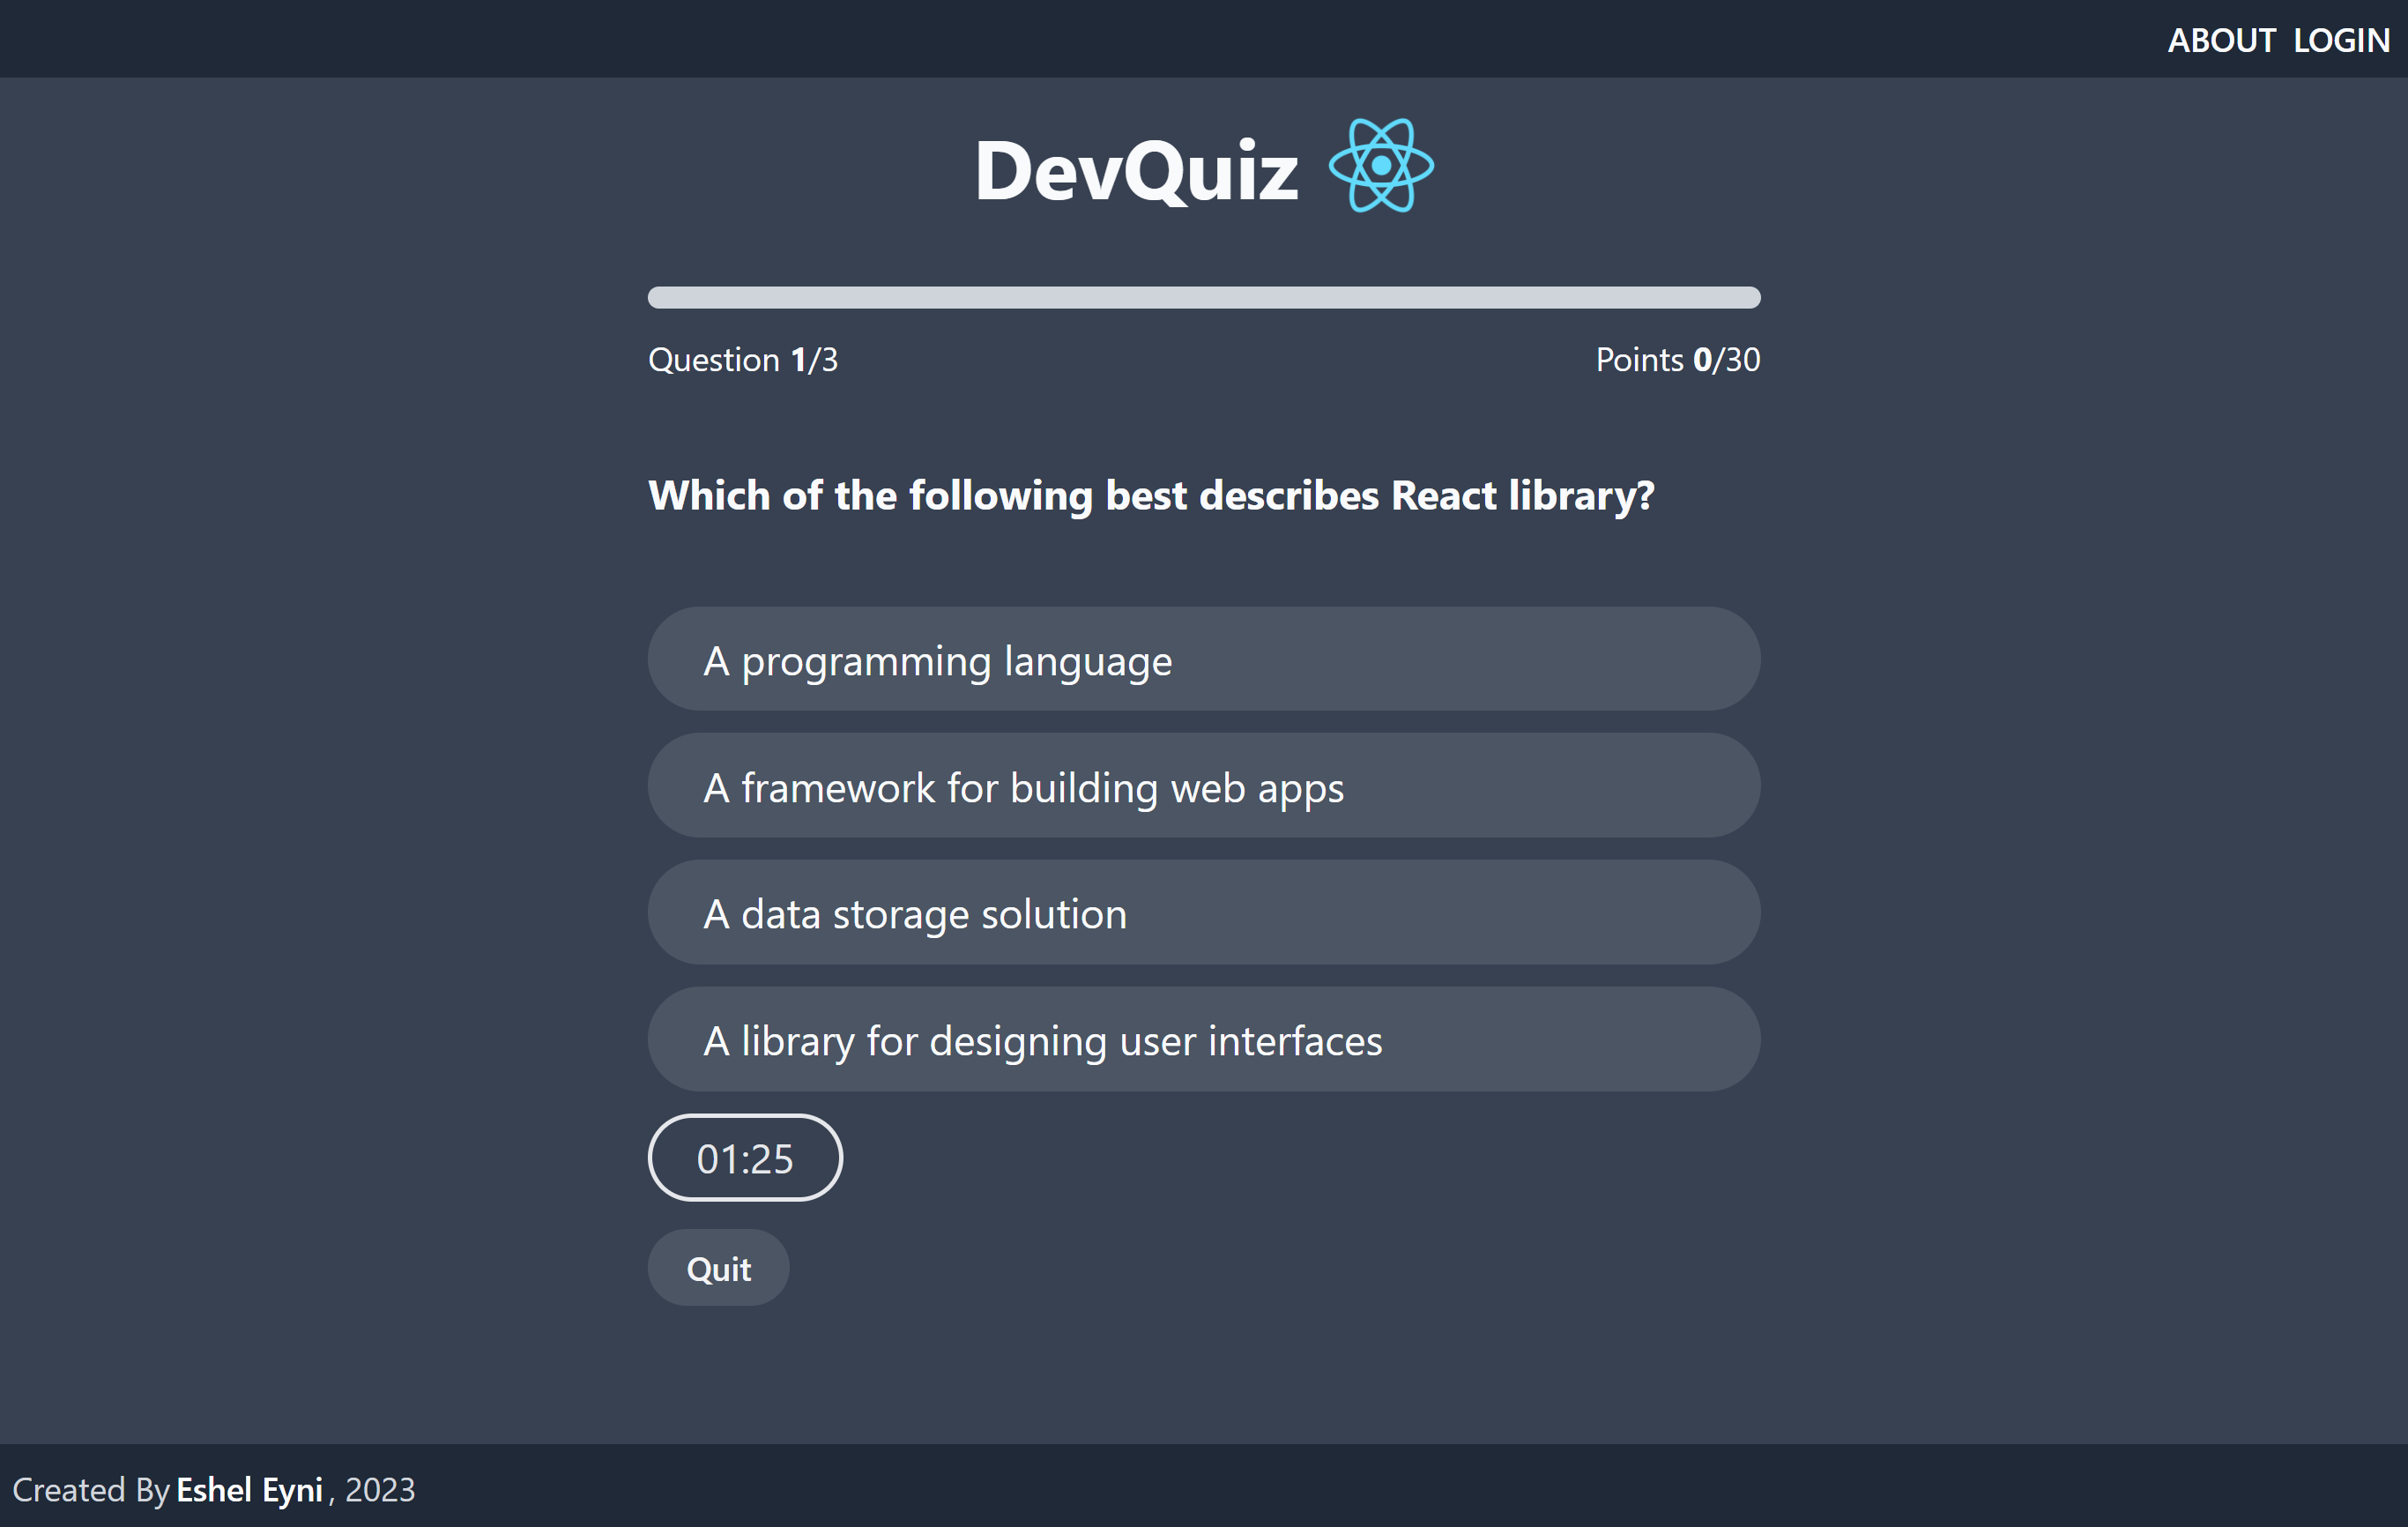 ABOUT LOGIN
DevQuiz
Question 1/3
Points 0/30
Which of the following best describes React library?
A programming language
A framework for building web apps
A data storage solution
A library for designing user interfaces
01:25
Quit
Created By Eshel Eyni, 2023